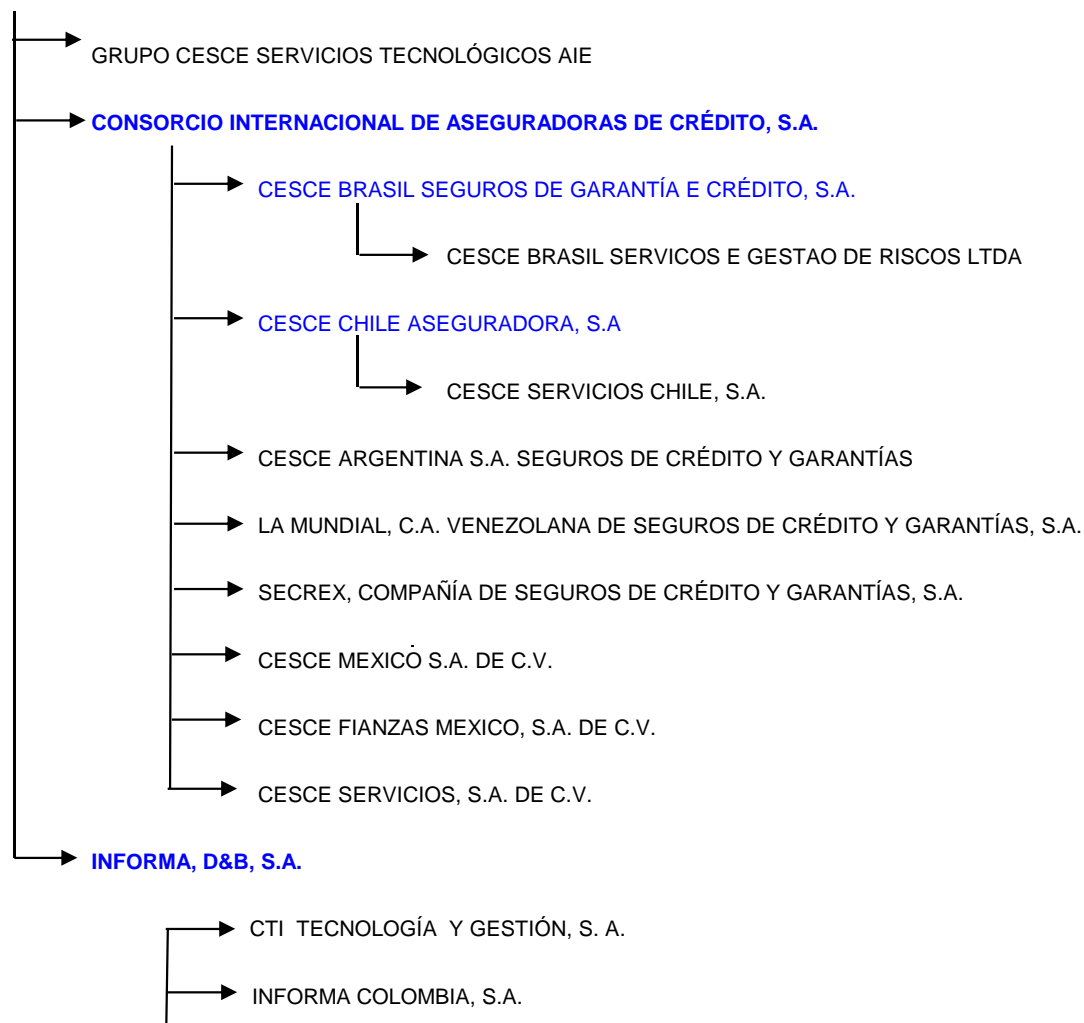 GRUPO CESCE SERVICIOS TECNOLÓGICOS AIE
CONSORCIO INTERNACIONAL DE ASEGURADORAS DE CRÉDITO, S.A.
CESCE BRASIL SEGUROS DE GARANTÍA E CRÉDITO, S.A.
CESCE BRASIL SERVICOS E GESTAO DE RISCOS LTDA
CESCE CHILE ASEGURADORA, S.A
CESCE SERVICIOS CHILE, S.A.
CESCE ARGENTINA S.A. SEGUROS DE CRÉDITO Y GARANTÍAS
LA MUNDIAL, C.A. VENEZOLANA DE SEGUROS DE CRÉDITO Y GARANTÍAS, S.A.
SECREX, COMPAÑÍA DE SEGUROS DE CRÉDITO Y GARANTÍAS, S.A.
CESCE MEXICO S.A. DE C.V.
CESCE FIANZAS MEXICO, S.A. DE C.V.
CESCE SERVICIOS, S.A. DE C.V.
INFORMA, D&B, S.A.
CTI TECNOLOGÍA Y GESTIÓN, S. A.
INFORMA COLOMBIA, S.A.